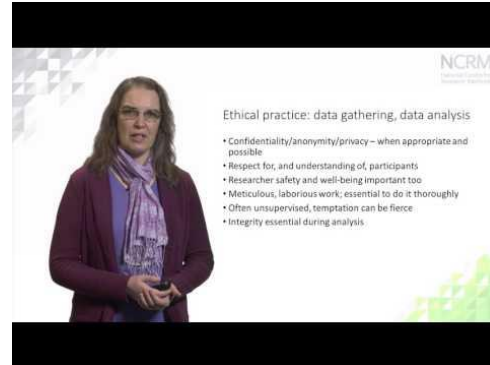 NCRM
Ethical practice: data gathering, data analysis
• Confidentiality/anonymity/privacy – when appropriate and
possible
• Respect for, and understanding of, participants
• Researcher safety and well-being important too
• Meticulous, laborious work; essential to do it thoroughly
• Often unsupervised, temptation can be fierce
• Integrity essential during analysis